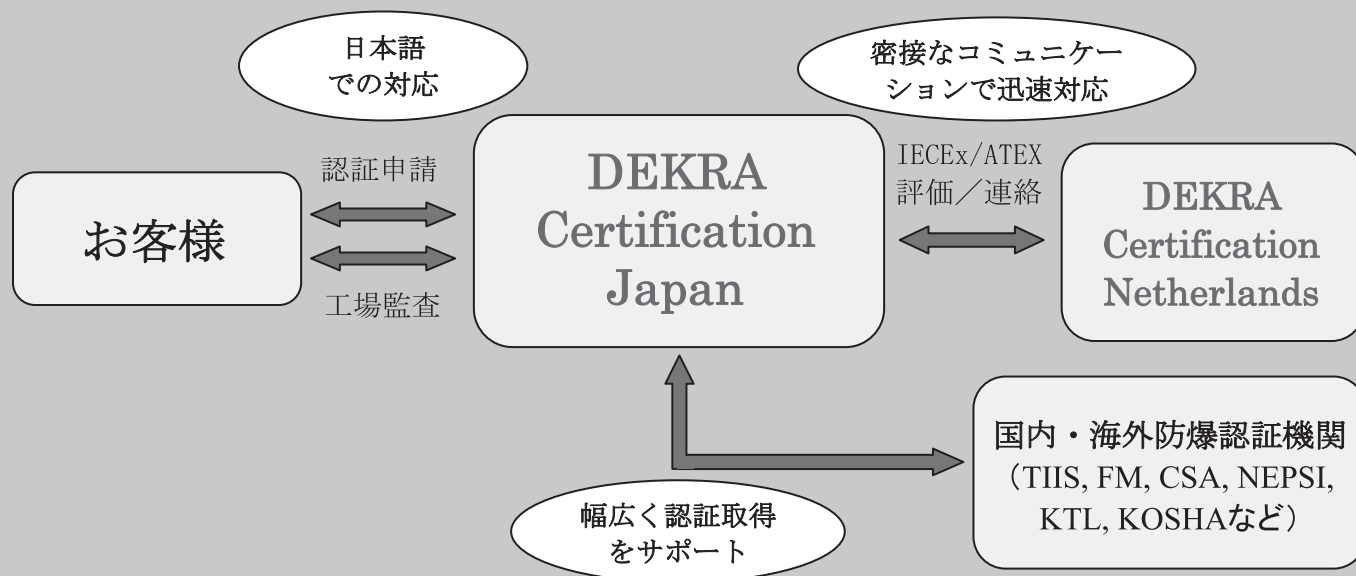 日本語
での対応
密接なコミュニケー
ションで迅速対応
お客様
認証申請
工場監査
DEKRA
Certification
Japan
IECEx/ATEX
評価／連絡
DEKRA
Certification
Netherlands
幅広く認証取得
をサポート
国内・海外防爆認証機関
（TIIS, FM, CSA, NEPSI,
KTL, KOSHAなど）